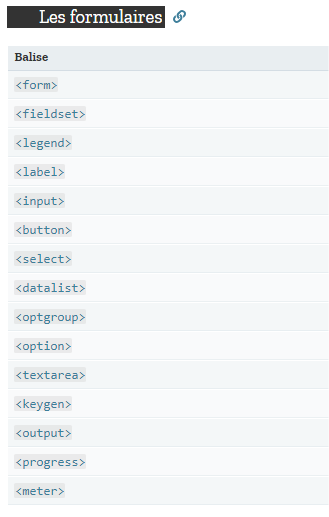 Les formulaires
Balise
<form>
<fieldset>
<legend>
<label>
<input>
<button>
<select>
<datalist>
<optgroup>
<option>
<textarea>
<keygen>
<output>
<progress>
<meter>